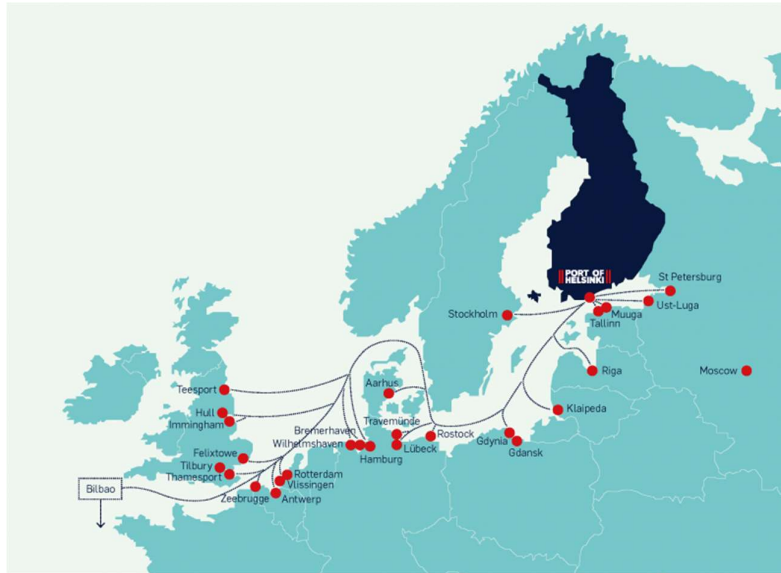 PORT OF
HELSINKI
St Petersburg
Ust-Luga
Muuga
Tallinn
Stockholm
Riga
Moscow
Aarhus
Teesport
Klaipeda
Hull
Immingham
Travemünde
Bremerhaven
Rostock
Wilhelmshaven
Gdynia
Lübeck
Gdansk
Hamburg
Felixtowe
Tilbury
Thamesport
Rotterdam
Vlissingen
Bilbao
Zeebrugge
Antwerp